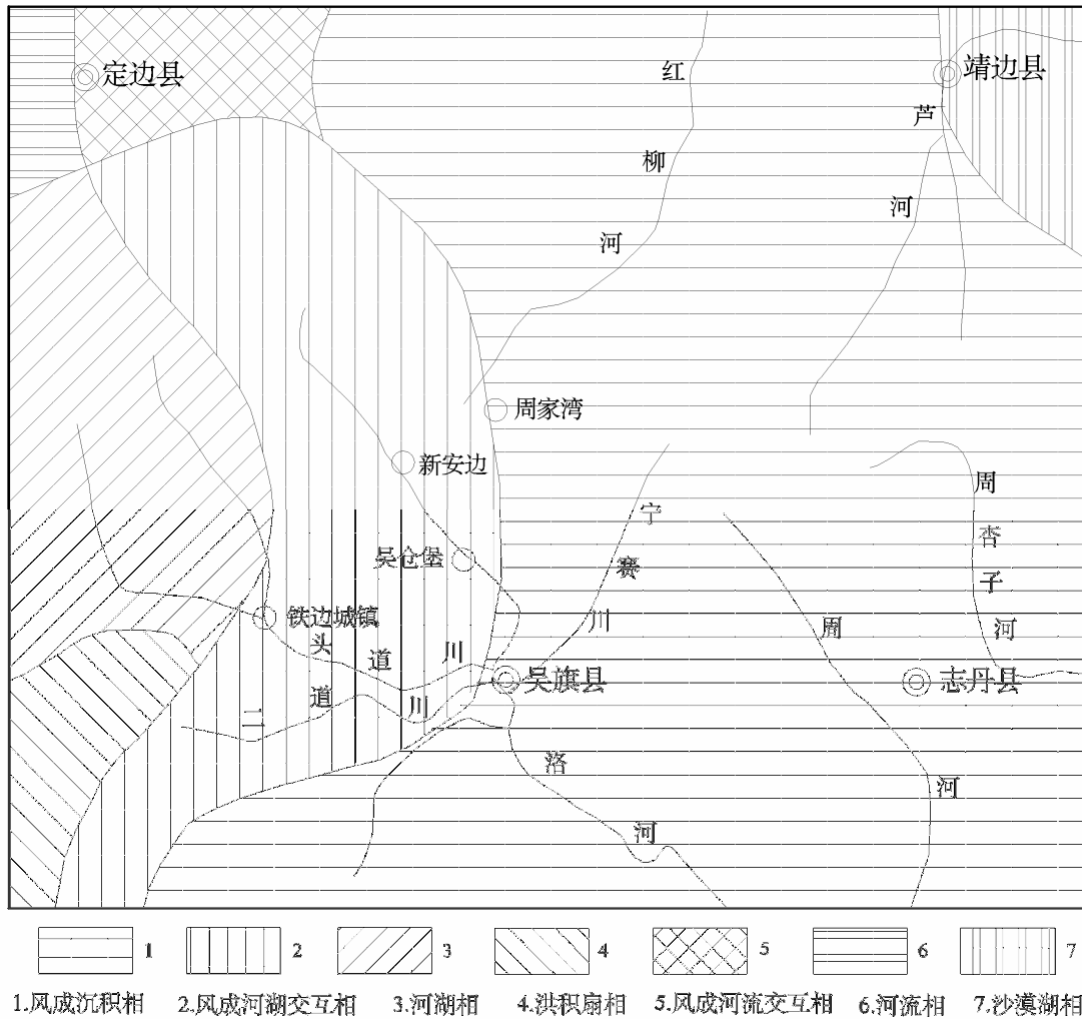 定边县
靖边县
红柳河
芦河
周家湾
新安边
吴仓堡
宁赛川
周杏子河
铁边城镇
头道川
二道川
吴旗县
周河
志丹县
洛河
1 2 3 4 5 6 7
1.风成沉积相 2.风成河湖交互相 3.河湖相 4.洪积扇相 5.风成河流交互相 6.河流相 7.沙漠湖相